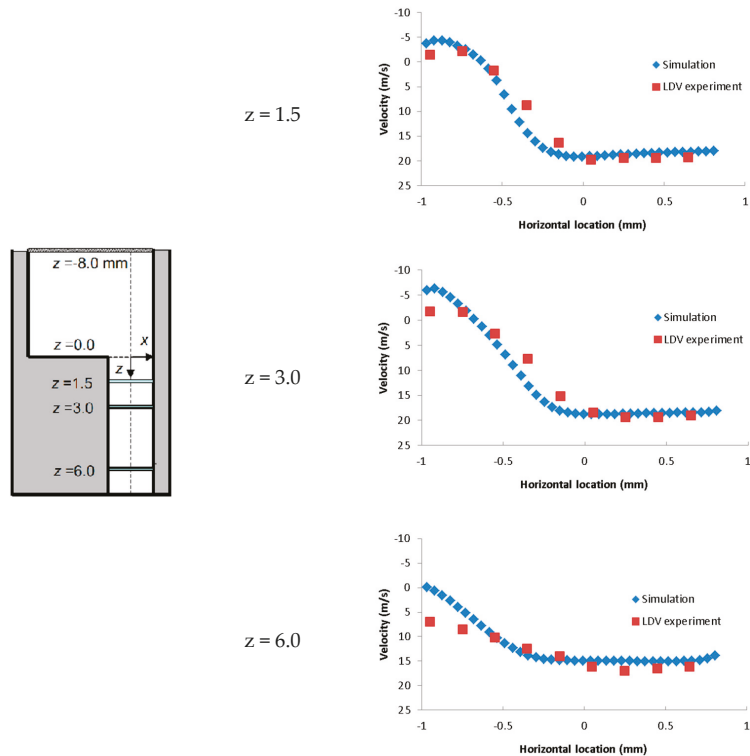 z = 1.5
-10
-5
0
5
10
15
20
25
Velocity (m/s)
Simulation
LDV experiment
-1
-0.5
0
0.5
1
Horizontal location (mm)
z =-8.0 mm
z =0.0
x
z
z =1.5
z =3.0
z =6.0
z = 3.0
-10
-5
0
5
10
15
20
25
Velocity (m/s)
Simulation
LDV experiment
-1
-0.5
0
0.5
1
Horizontal location (mm)
z = 6.0
-10
-5
0
5
10
15
20
25
Velocity (m/s)
Simulation
LDV experiment
-1
-0.5
0
0.5
1
Horizontal location (mm)